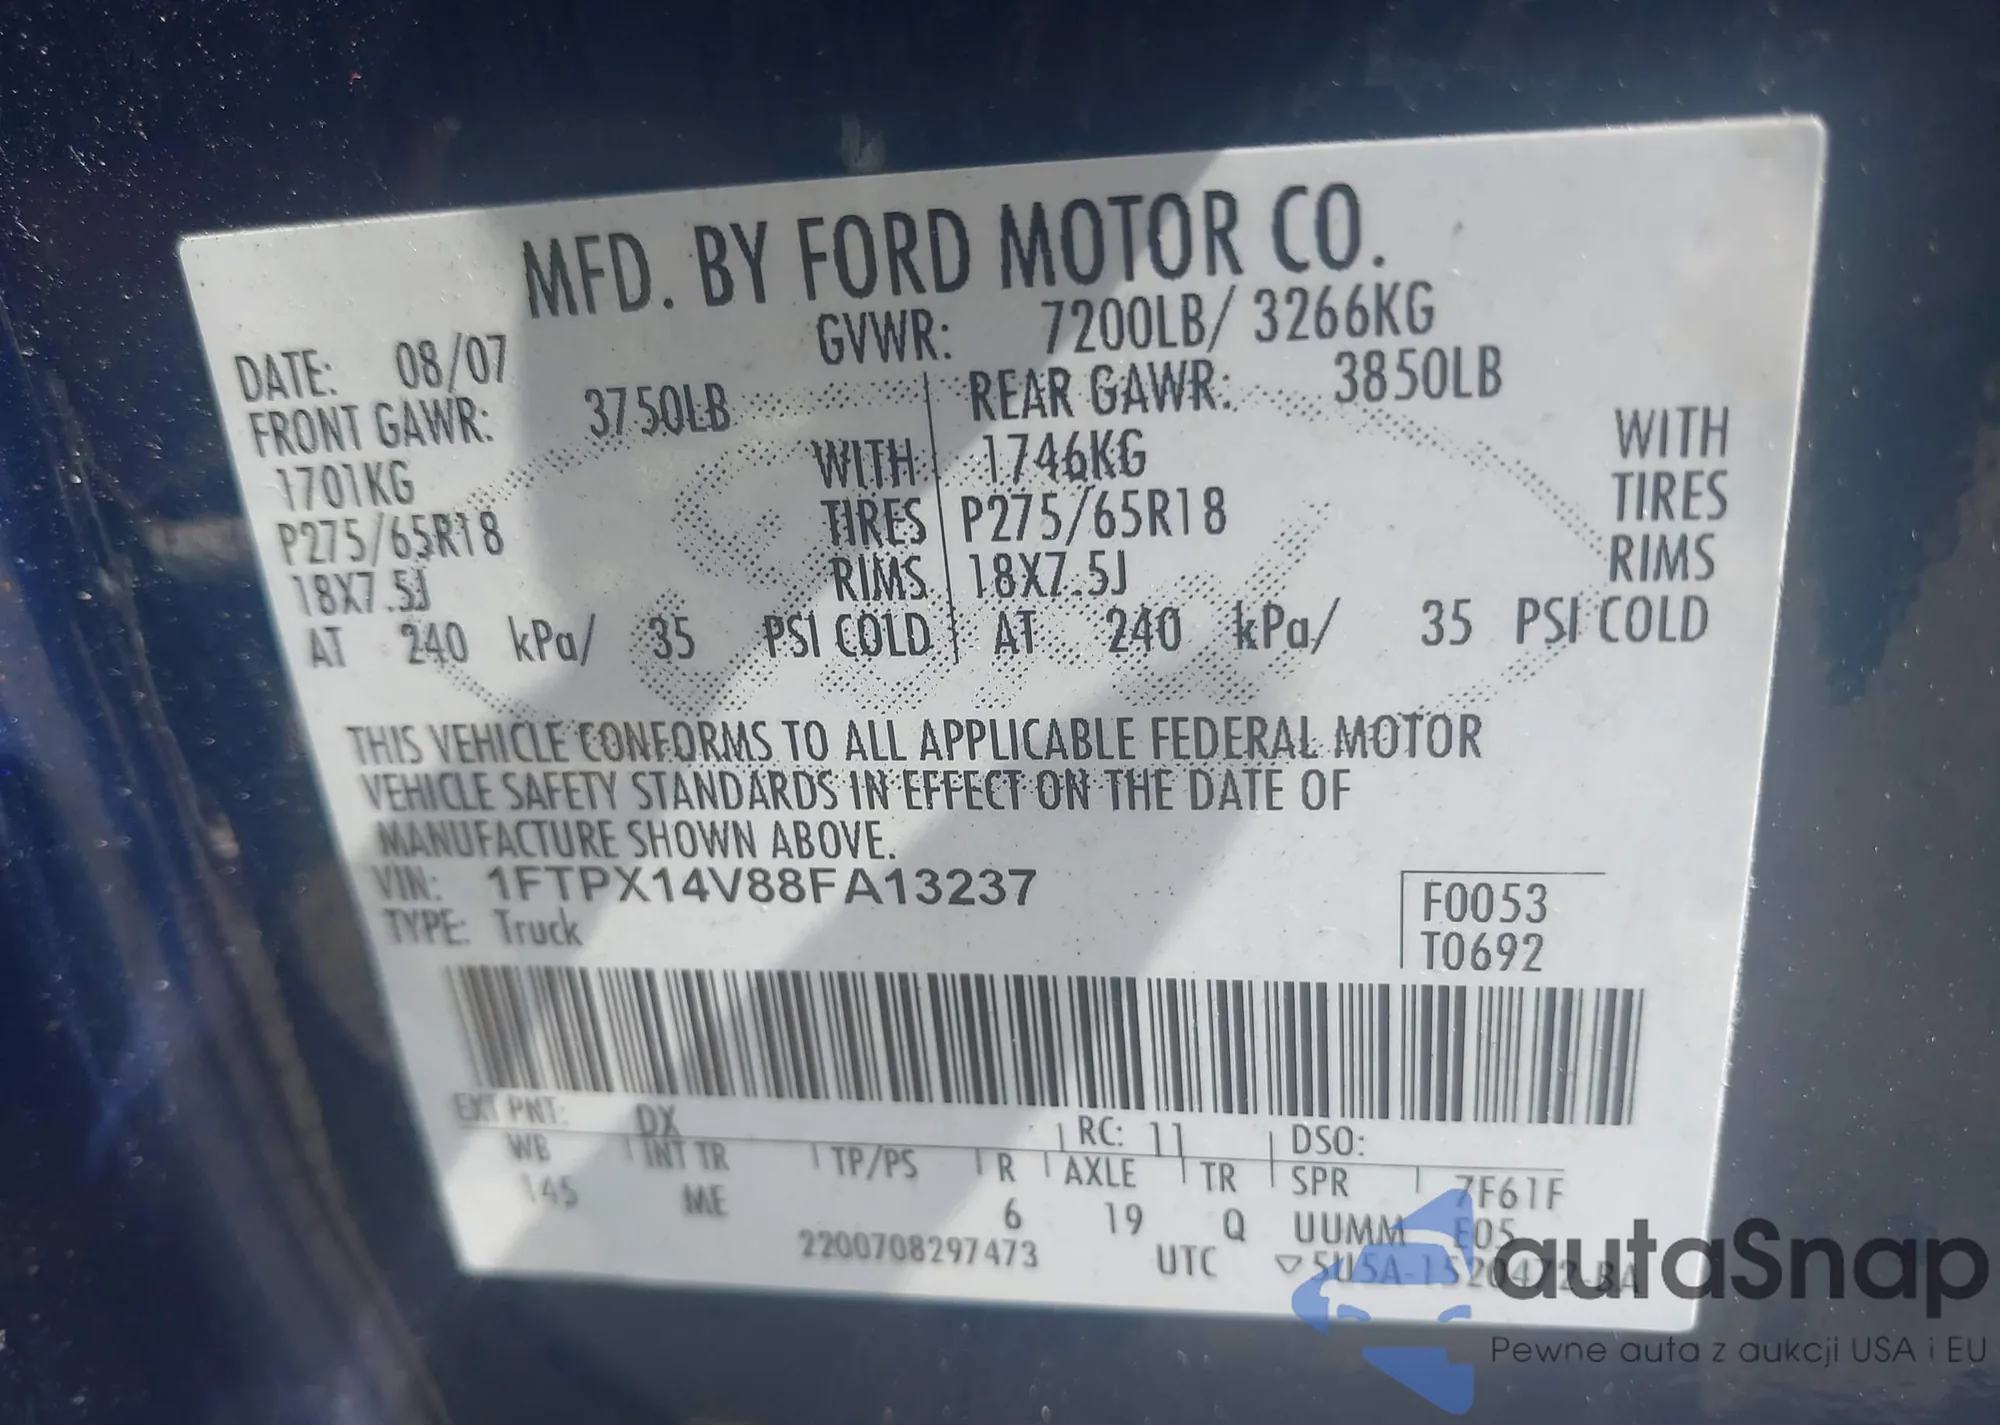 MFD. BY FORD MOTOR CO.
DATE: 08/07 GVWR: 7200LB/ 3266KG
FRONT GAWR: 3750LB REAR GAWR: 3850LB
1701KG WITH 1746KG WITH
P275/65R18 TIRES P275/65R18 TIRES
18X7.5J RIMS 18X7.5J RIMS
AT 240 kPa/ 35 PSI COLD AT 240 kPa/ 35 PSI COLD
THIS VEHICLE CONFORMS TO ALL APPLICABLE FEDERAL MOTOR
VEHICLE SAFETY STANDARDS IN EFFECT ON THE DATE OF
MANUFACTURE SHOWN ABOVE.
VIN: 1FTPX14V88FA13237 F0053
TYPE: Truck T0692
EXT PNT: DX RC: 11 DSO:
WB INT TR TP/PS R AXLE TR SPR 7F61F
145 ME 6 19 Q UUMM E05
2200708297473 UTC ▽5U5A-1520472-BA
autaSnap
Pewne auta z aukcji USA i EU